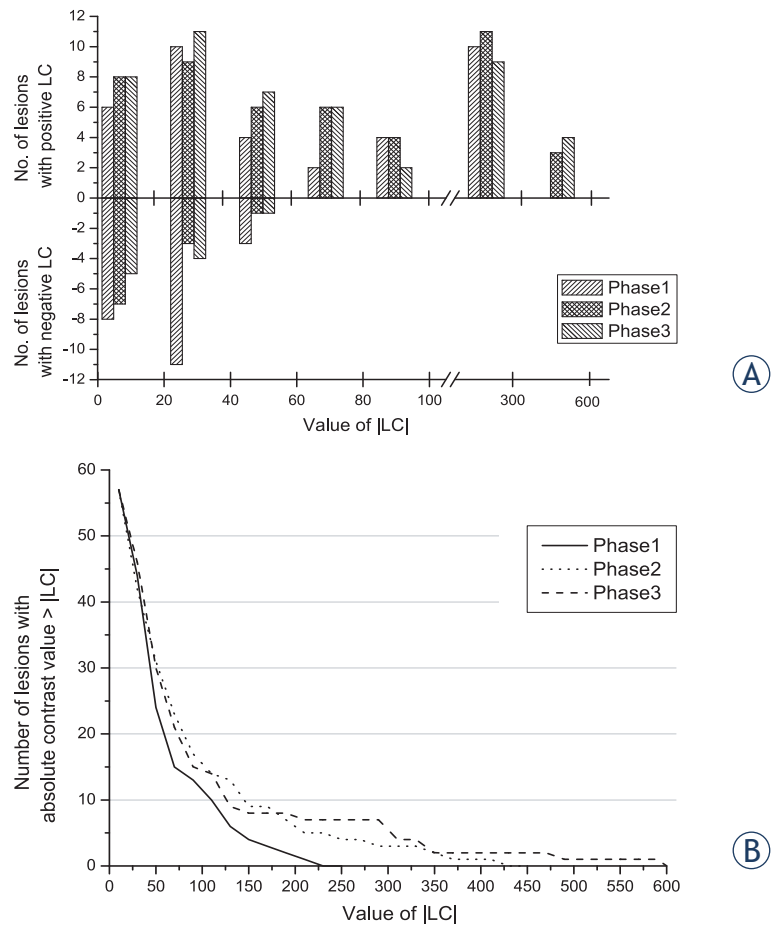 12
10
8
6
4
2
0
-2
-4
-6
-8
-10
-12
No. of lesions
with positive LC
No. of lesions
with negative LC
Phase1
Phase2
Phase3
0 20 40 60 80 100 300 600
Value of |LC|
A
60
50
40
30
20
10
0
Number of lesions with
absolute contrast value > |LC|
Phase1
Phase2
Phase3
0 50 100 150 200 250 300 350 400 450 500 550 600
Value of |LC|
B